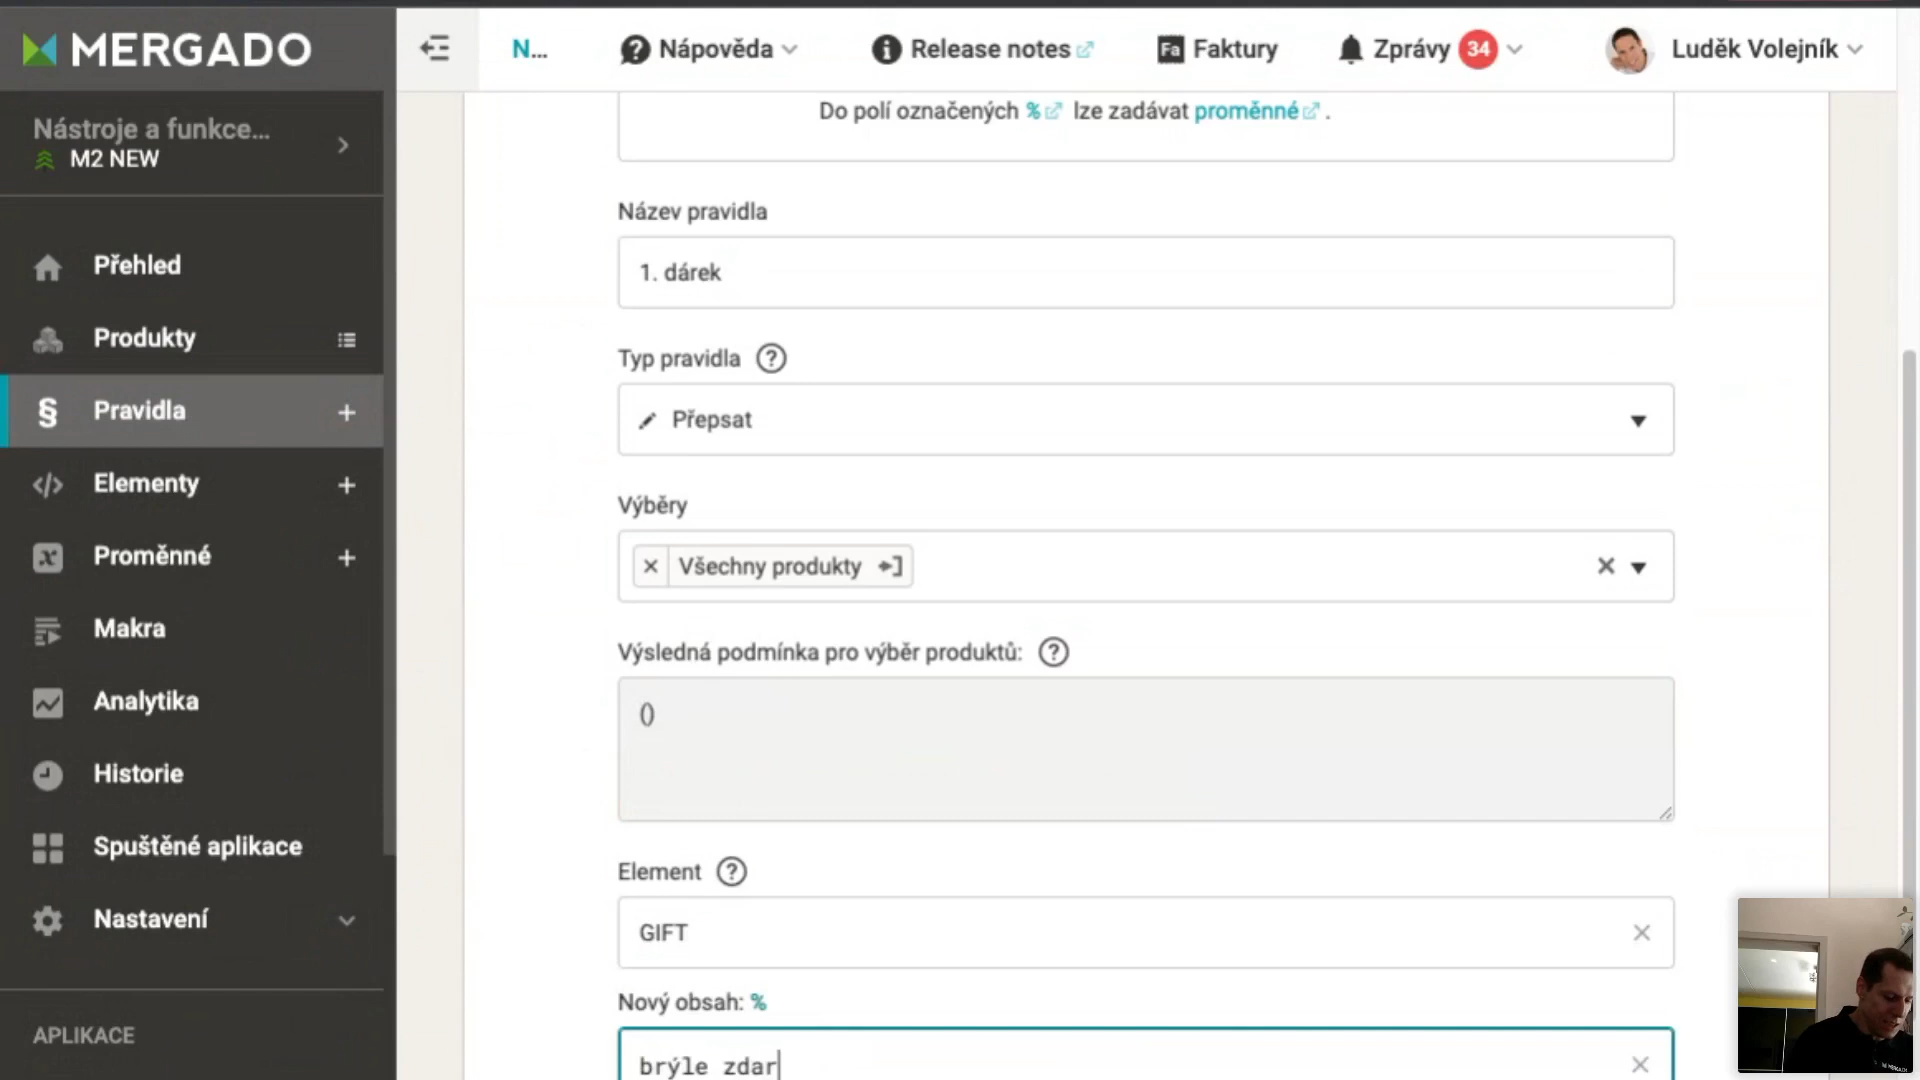 MERGADO
N...
Nápověda
Release notes
Fa Faktury
Zprávy 34
Luděk Volejník
Nástroje a funkce...
M2 NEW
Přehled
Produkty
§ Pravidla +
</> Elementy +
x Proměnné +
Makra
Analytika
Historie
Spuštěné aplikace
Nastavení
APLIKACE
Do polí označených % lze zadávat proměnné .
Název pravidla
1. dárek
Typ pravidla ?
Přepsat
Výběry
× Všechny produkty
Výsledná podmínka pro výběr produktů: ?
()
Element ?
GIFT
Nový obsah: %
brýle zdar